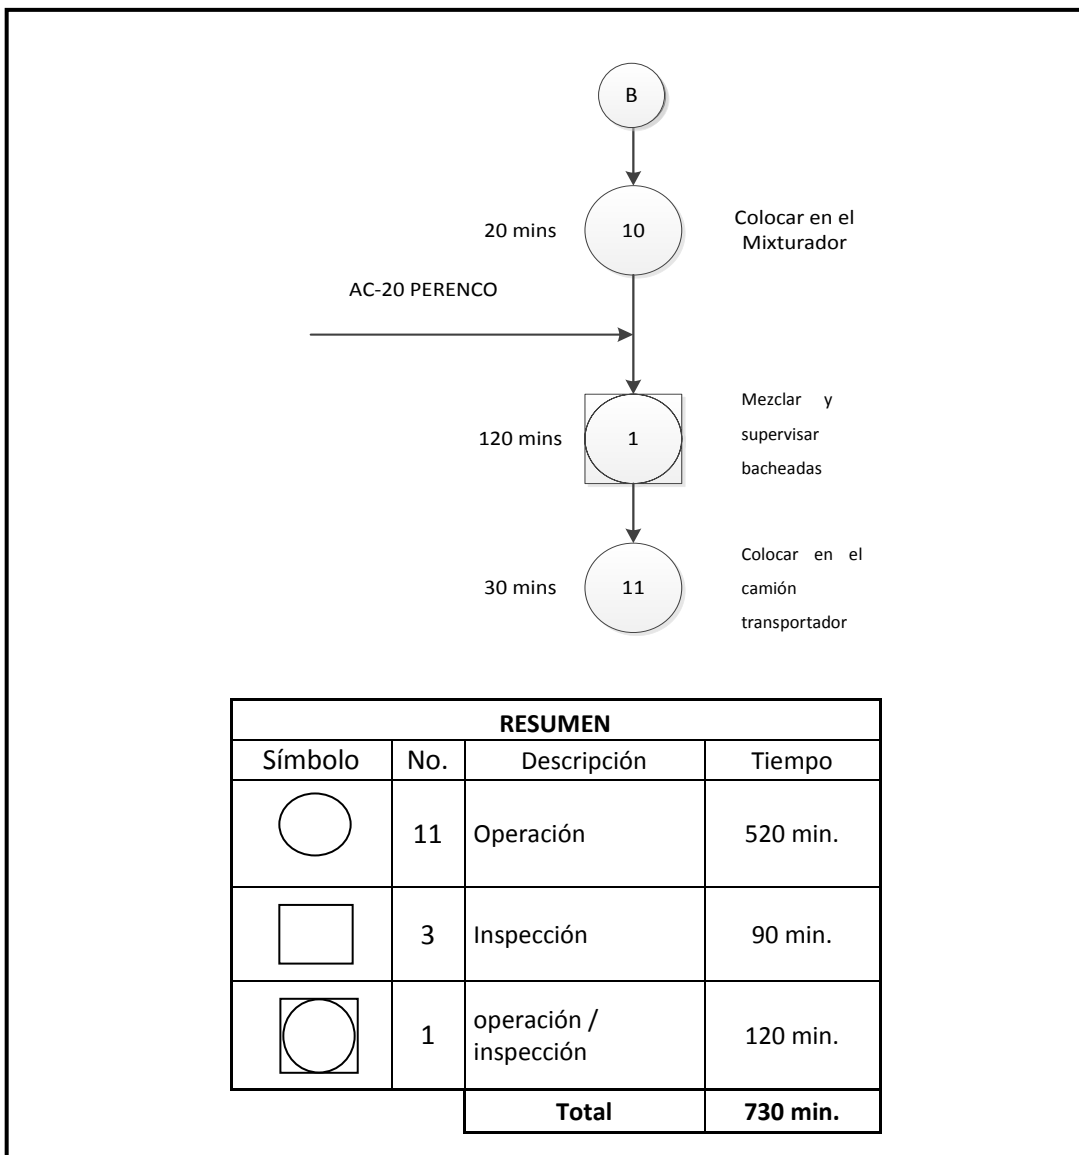 B
20 mins
10
Colocar en el
Mixturador
AC-20 PERENCO
120 mins
1
Mezclar y
supervisar
bacheadas
30 mins
11
Colocar en el
camión
transportador
RESUMEN
Símbolo No. Descripción Tiempo
11 Operación 520 min.
3 Inspección 90 min.
1 operación /
inspección 120 min.
Total 730 min.